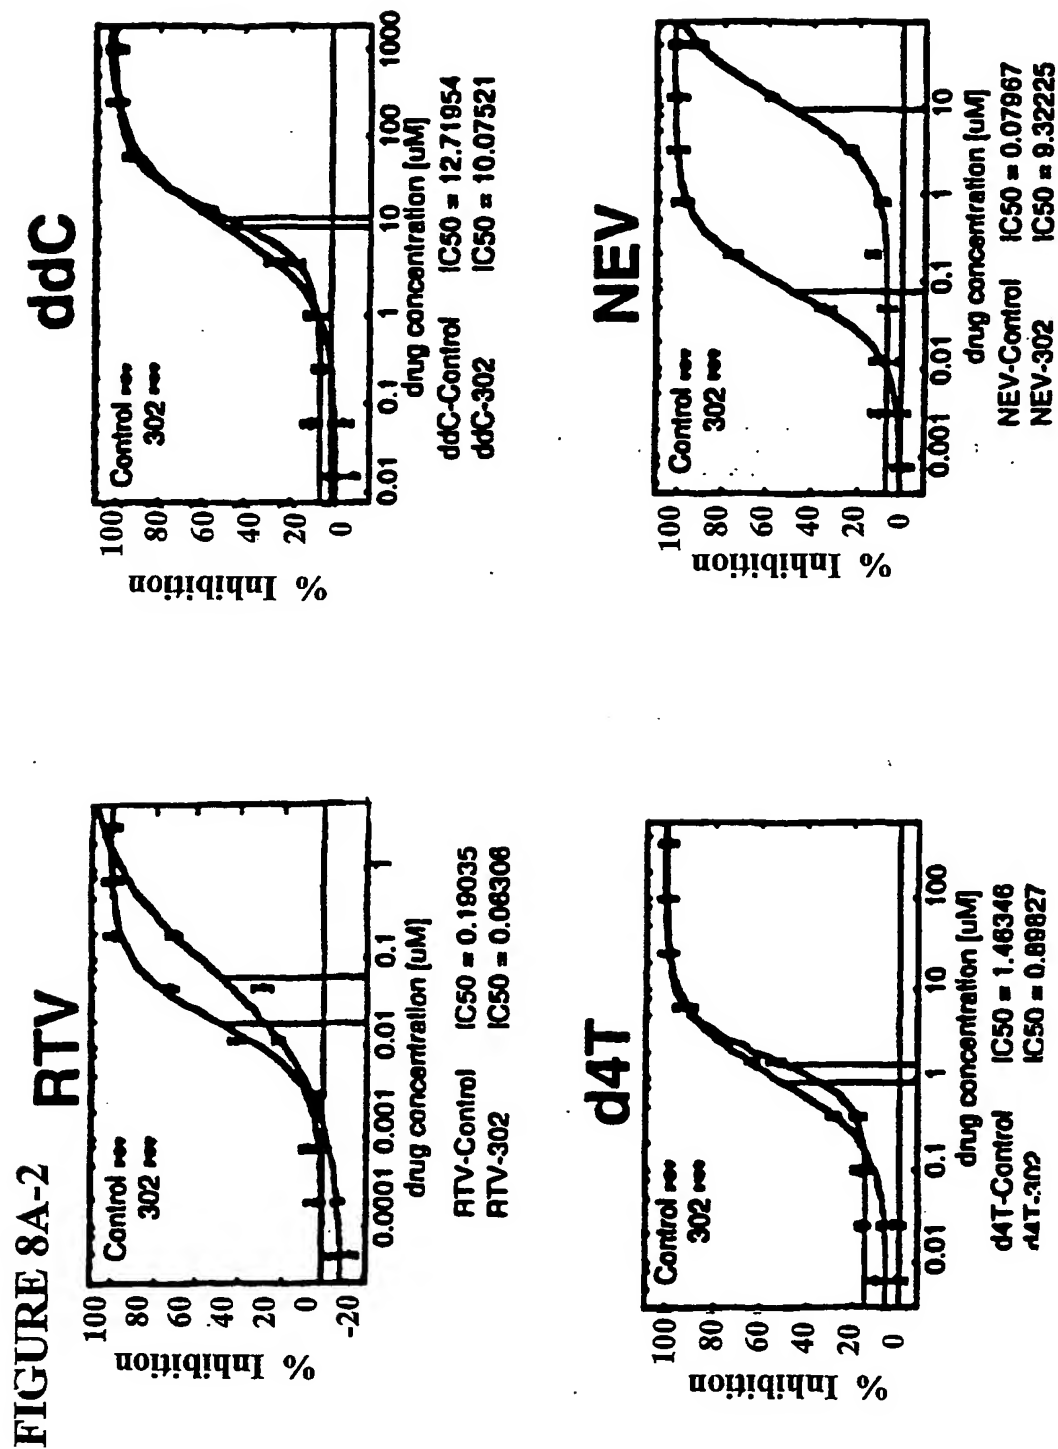 FIGURE 8A-2
RTV
Control
302
% Inhibition
100
80
60
40
20
0
-20
0.0001 0.001 0.01 0.1 1
drug concentration [uM]
RTV-Control IC50 = 0.19035
RTV-302 IC50 = 0.06306
ddC
Control
302
% Inhibition
100
80
60
40
20
0
0.01 0.1 1 10 100 1000
drug concentration [uM]
ddC-Control IC50 = 12.71954
ddC-302 IC50 = 10.07521
d4T
Control
302
% Inhibition
100
80
60
40
20
0
0.01 0.1 1 10 100
drug concentration [uM]
d4T-Control IC50 = 1.46346
d4T-302 IC50 = 0.89827
NEV
Control
302
% Inhibition
100
80
60
40
20
0
0.001 0.01 0.1 1 10
drug concentration [uM]
NEV-Control IC50 = 0.07967
NEV-302 IC50 = 9.32225